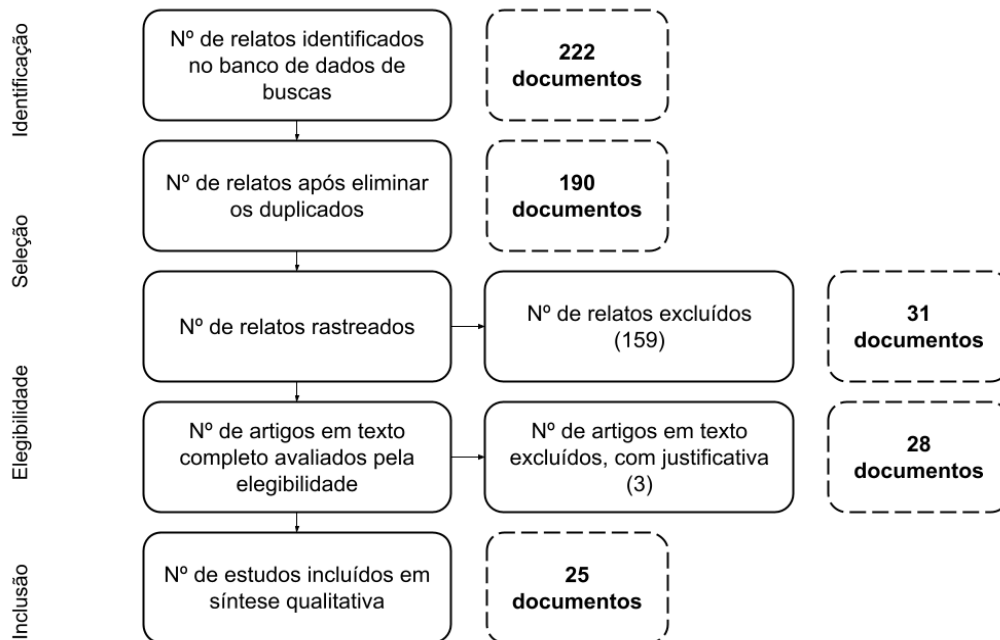 Identificação
Nº de relatos identificados
no banco de dados de
buscas
222
documentos
Nº de relatos após eliminar
os duplicados
190
documentos
Seleção
Nº de relatos rastreados
Nº de relatos excluídos
(159)
31
documentos
Elegibilidade
Nº de artigos em texto
completo avaliados pela
elegibilidade
Nº de artigos em texto
excluídos, com justificativa
(3)
28
documentos
Inclusão
Nº de estudos incluídos em
síntese qualitativa
25
documentos